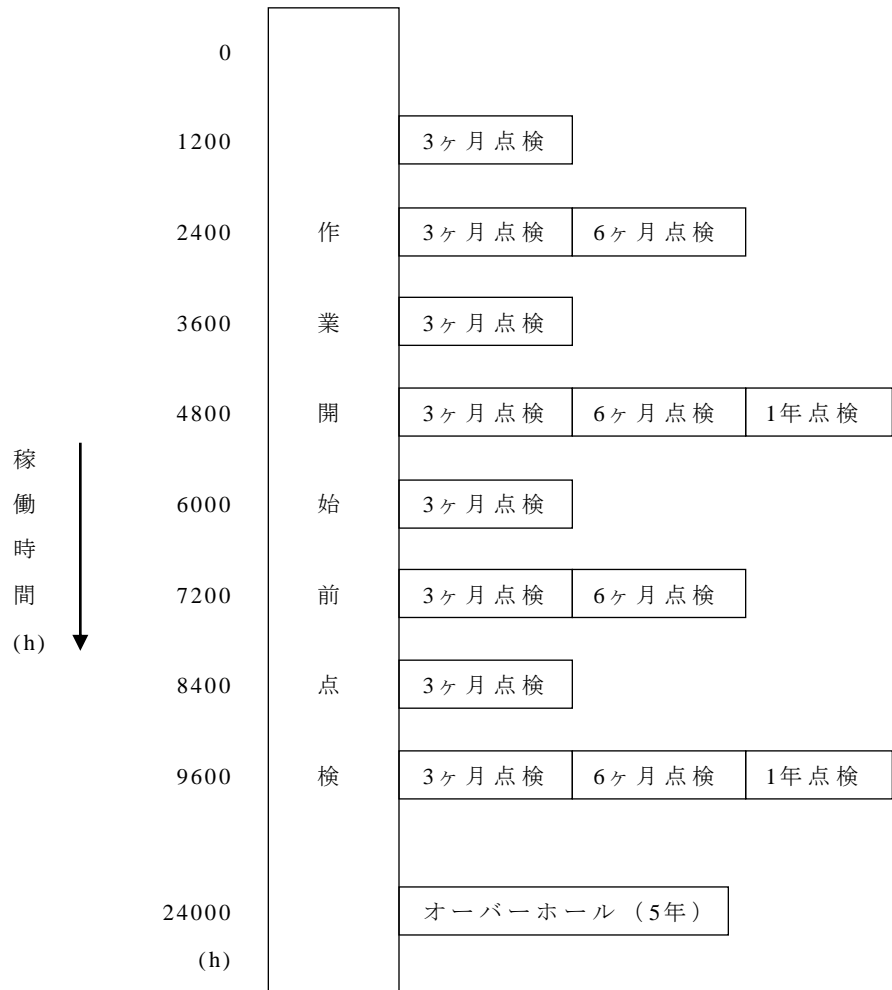 0
1200 3ヶ月点検
2400 3ヶ月点検 6ヶ月点検
3600 3ヶ月点検
4800 3ヶ月点検 6ヶ月点検 1年点検
6000 3ヶ月点検
7200 3ヶ月点検 6ヶ月点検
8400 3ヶ月点検
9600 3ヶ月点検 6ヶ月点検 1年点検
24000 オーバーホール（5年）
(h)
作業開始前点検
稼働時間
(h)